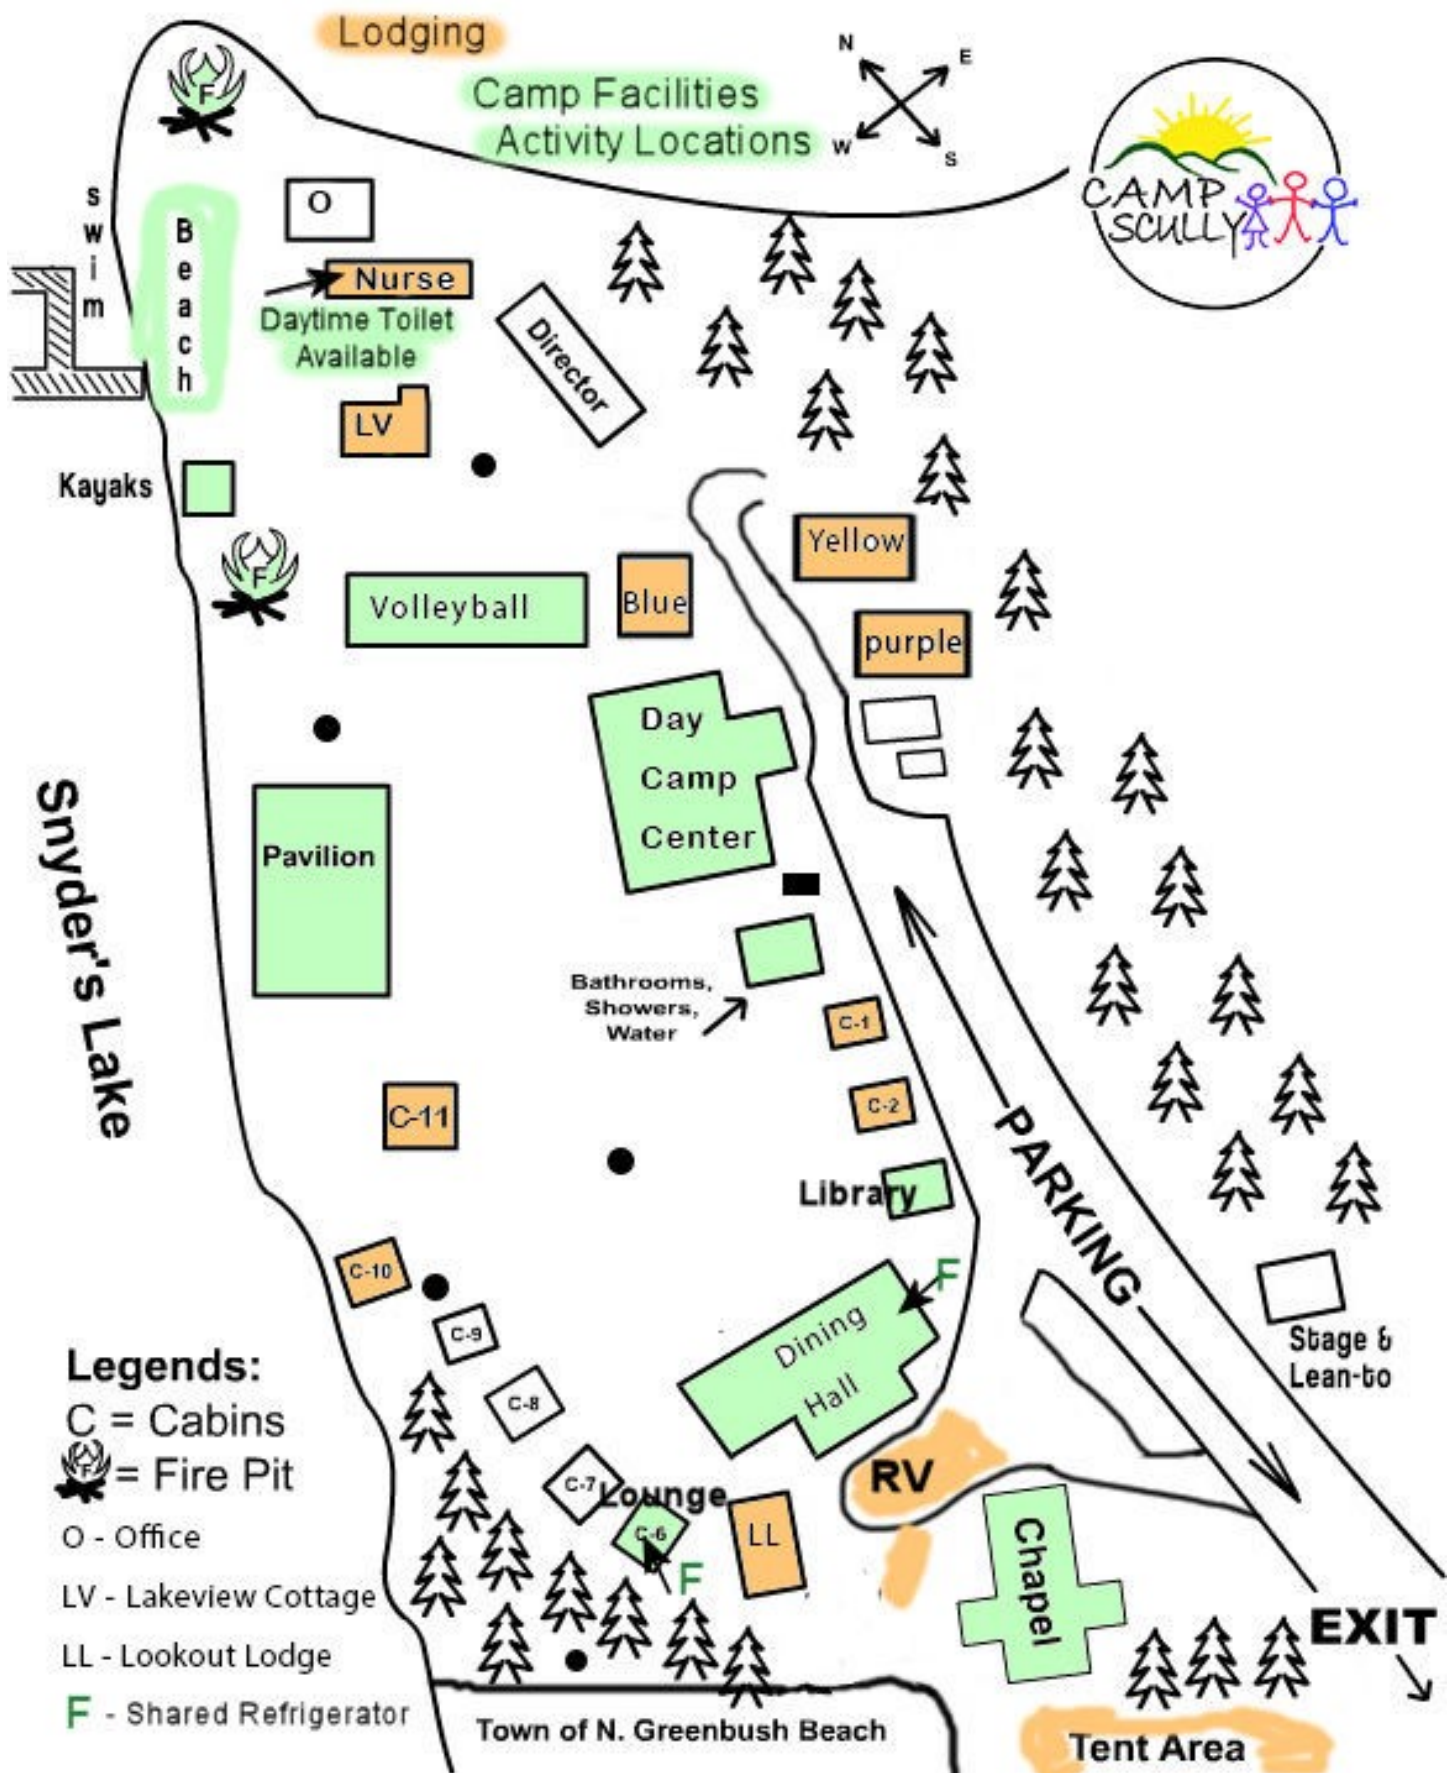 Lodging
Camp Facilities
Activity Locations
N
E
W
S
CAMP
SCULLY
F
swim
Beach
O
Nurse
Daytime Toilet
Available
Director
LV
Kayaks
F
Volleyball
Blue
Yellow
purple
Day
Camp
Center
Pavilion
Snyder's Lake
Bathrooms,
Showers,
Water
C-1
C-2
C-11
Library
PARKING
C-10
C-9
C-8
C-7
Lounge
C-6
F
Dining
Hall
F
LL
RV
Chapel
Stage &
Lean-to
EXIT
Tent Area
Town of N. Greenbush Beach
Legends:
C = Cabins
F = Fire Pit
O - Office
LV - Lakeview Cottage
LL - Lookout Lodge
F - Shared Refrigerator